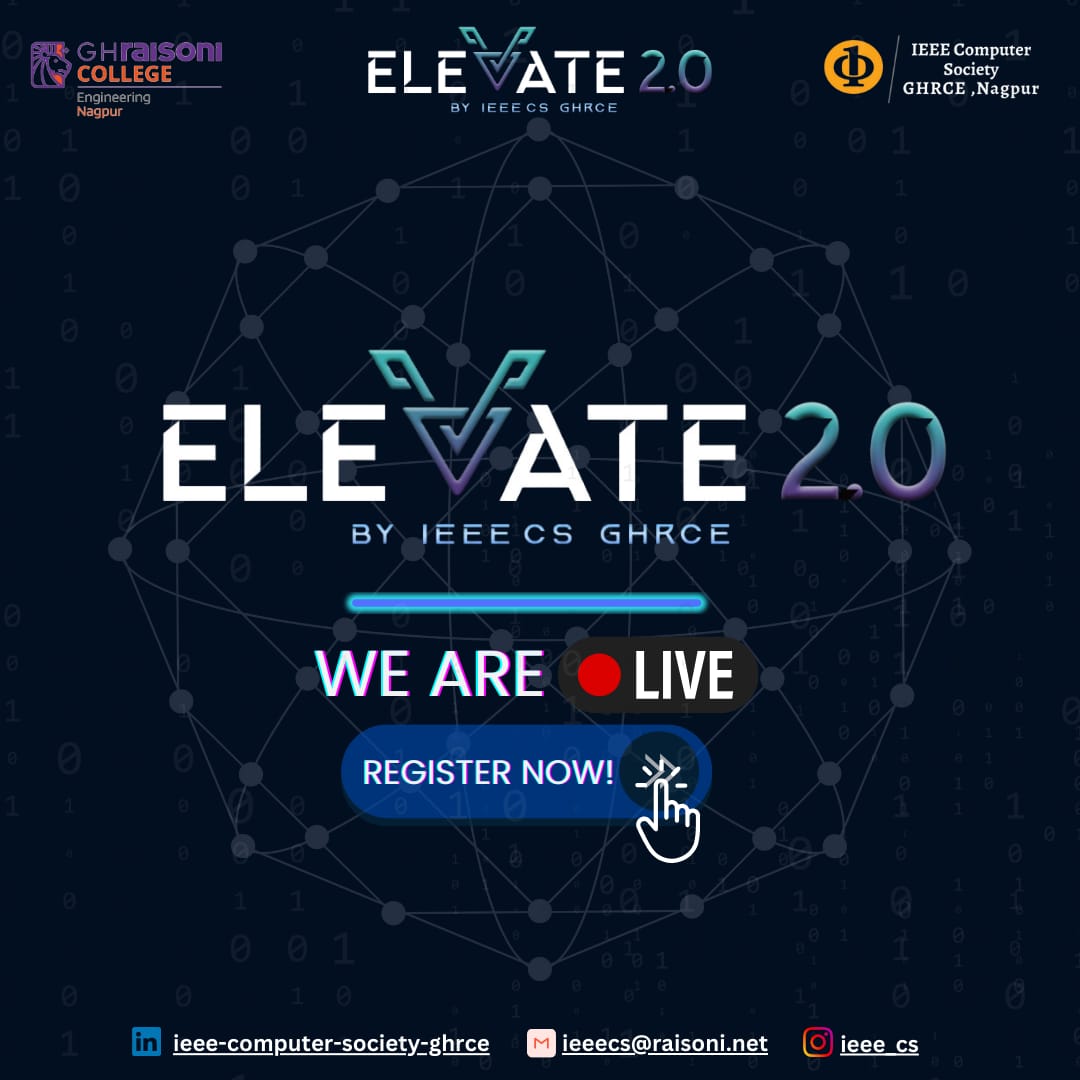 GHRAISONI
COLLEGE
Engineering
Nagpur
ELEVATE 2.0
BY IEEE CS GHRCE
IEEE Computer
Society
GHRCE ,Nagpur
ELEVATE 2.0
BY IEEE CS GHRCE
WE ARE LIVE
REGISTER NOW!
ieee-computer-society-ghrce
ieeecs@raisoni.net
ieee_cs